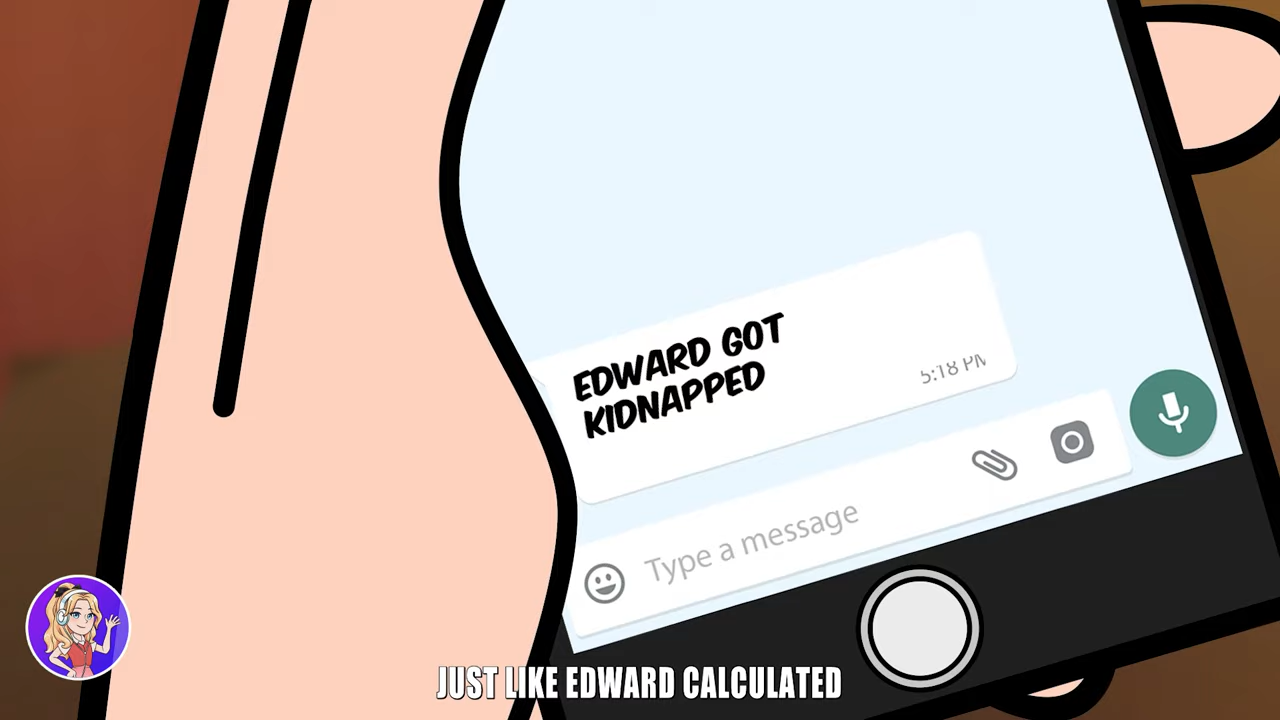 EDWARD GOT
KIDNAPPED
5:18 PM
Type a message
JUST LIKE EDWARD CALCULATED